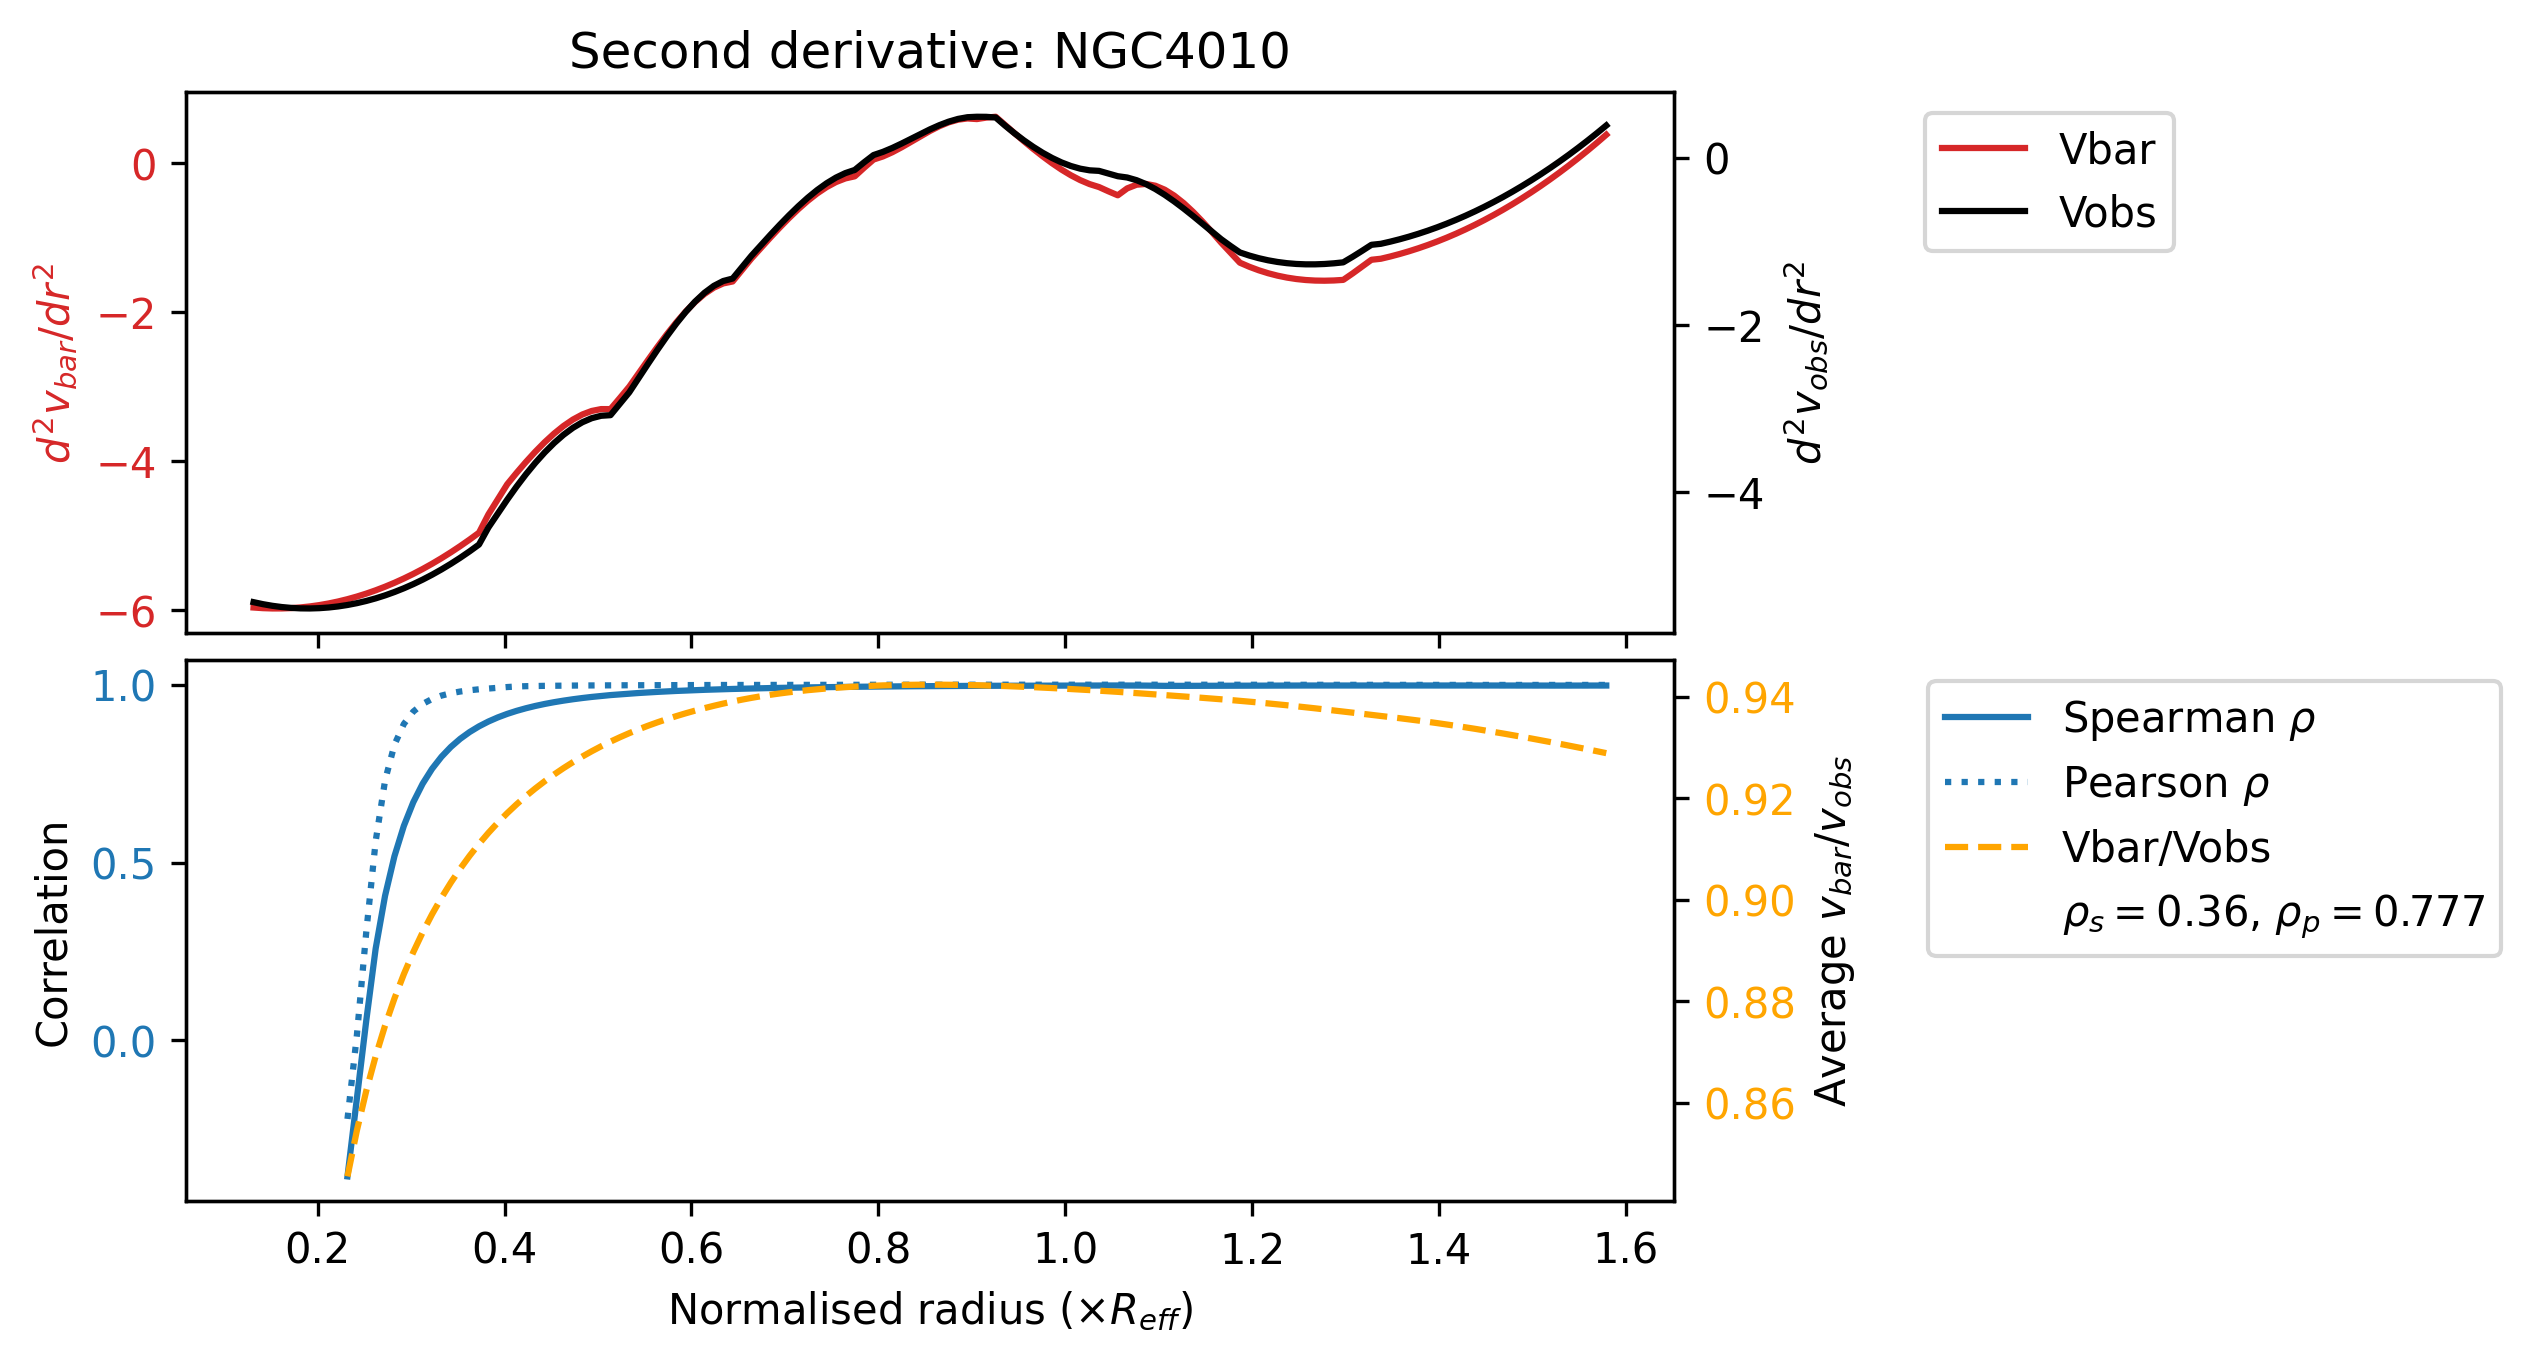 Second derivative: NGC4010
0
−2
−4
−6
d²v_bar/dr²
0
−2
−4
d²v_obs/dr²
Vbar
Vobs
1.0
0.5
0.0
Correlation
0.94
0.92
0.90
0.88
0.86
Average v_bar/v_obs
Spearman ρ
Pearson ρ
Vbar/Vobs
ρ_s = 0.36, ρ_p = 0.777
0.2 0.4 0.6 0.8 1.0 1.2 1.4 1.6
Normalised radius (×R_eff)